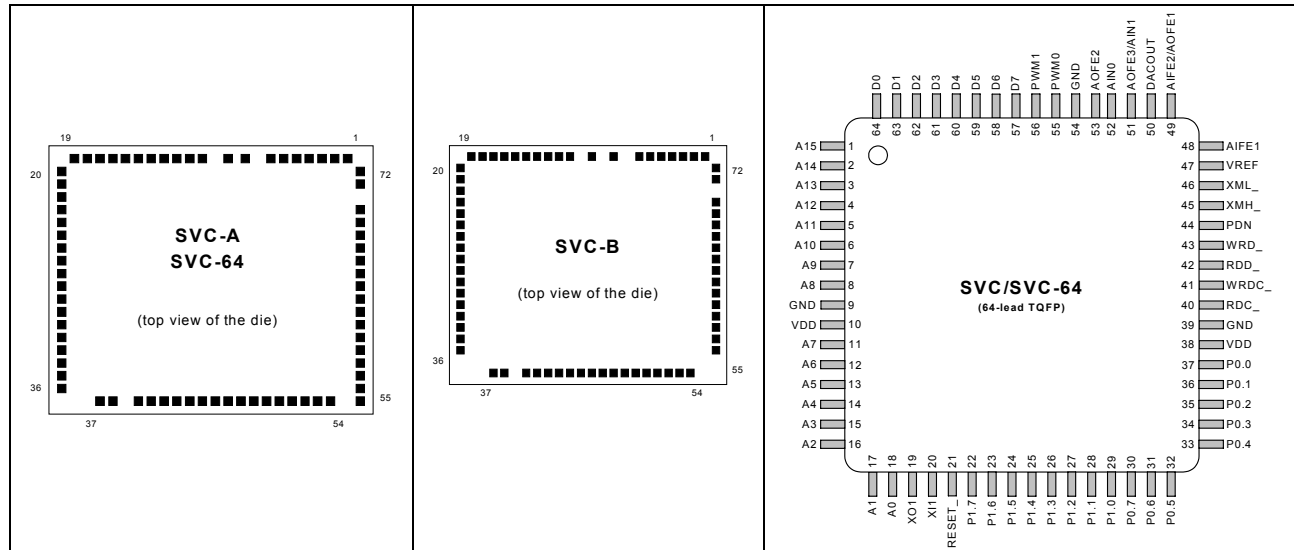 19
1
20
72
SVC-A
SVC-64
(top view of the die)
36
55
37
54
19
1
20
72
SVC-B
(top view of the die)
36
55
37
54
D0
D1
D2
D3
D4
D5
D6
D7
PWM1
PWM0
GND
AOFE2
AIN0
AOFE3/AIN1
DACOUT
AIFE2/AOFE1
64
63
62
61
60
59
58
57
56
55
54
53
52
51
50
49
A15 1
A14 2
A13 3
A12 4
A11 5
A10 6
A9 7
A8 8
GND 9
VDD 10
A7 11
A6 12
A5 13
A4 14
A3 15
A2 16
SVC/SVC-64
(64-lead TQFP)
48 AIFE1
47 VREF
46 XML_
45 XMH_
44 PDN
43 WRD_
42 RDD_
41 WRDC_
40 RDC_
39 GND
38 VDD
37 P0.0
36 P0.1
35 P0.2
34 P0.3
33 P0.4
17
18
19
20
21
22
23
24
25
26
27
28
29
30
31
32
A1
A0
XO1
XI1
RESET_
P1.7
P1.6
P1.5
P1.4
P1.3
P1.2
P1.1
P1.0
P0.7
P0.6
P0.5